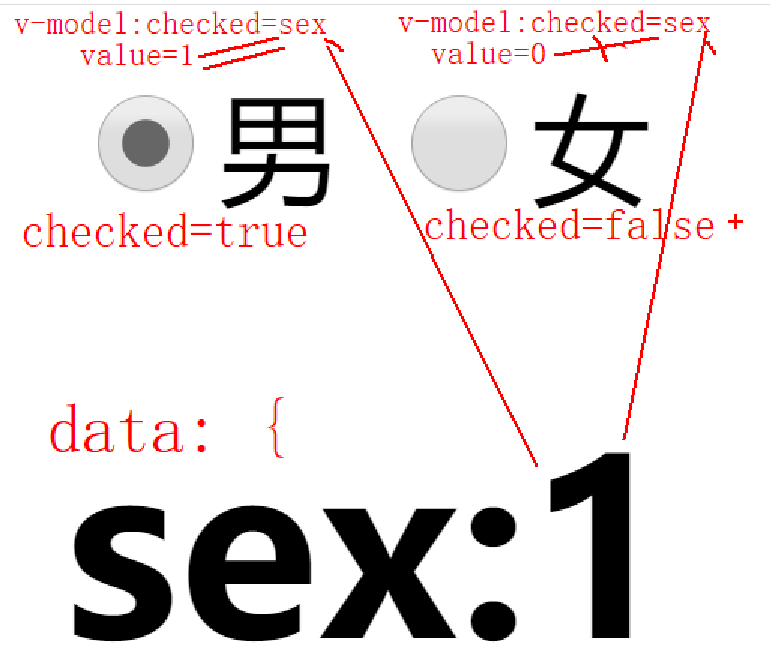 v-model:checked=sex v-model:checked=sex
value=1 value=0
男 女
checked=true checked=false+
data: {
sex:1